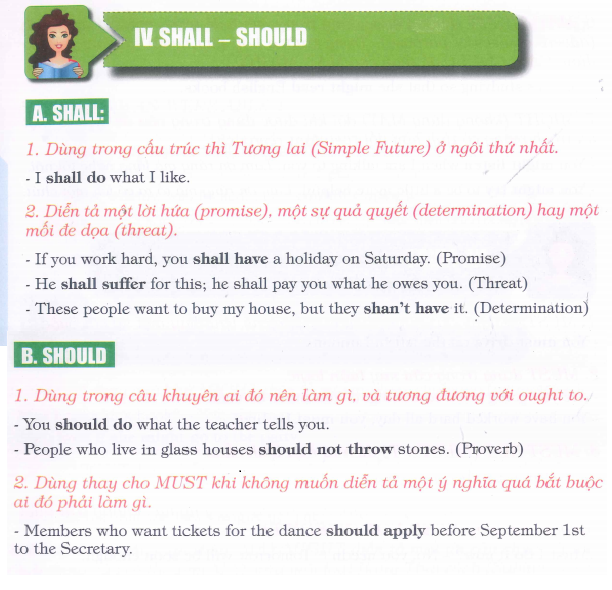 IV. SHALL – SHOULD
A. SHALL:
1. Dùng trong cấu trúc thì Tương lai (Simple Future) ở ngôi thứ nhất.
- I shall do what I like.
2. Diễn tả một lời hứa (promise), một sự quả quyết (determination) hay một
mối đe dọa (threat).
- If you work hard, you shall have a holiday on Saturday. (Promise)
- He shall suffer for this; he shall pay you what he owes you. (Threat)
- These people want to buy my house, but they shan't have it. (Determination)
B. SHOULD
1. Dùng trong câu khuyên ai đó nên làm gì, và tương đương với ought to.
- You should do what the teacher tells you.
- People who live in glass houses should not throw stones. (Proverb)
2. Dùng thay cho MUST khi không muốn diễn tả một ý nghĩa quá bắt buộc
ai đó phải làm gì.
- Members who want tickets for the dance should apply before September 1st
to the Secretary.